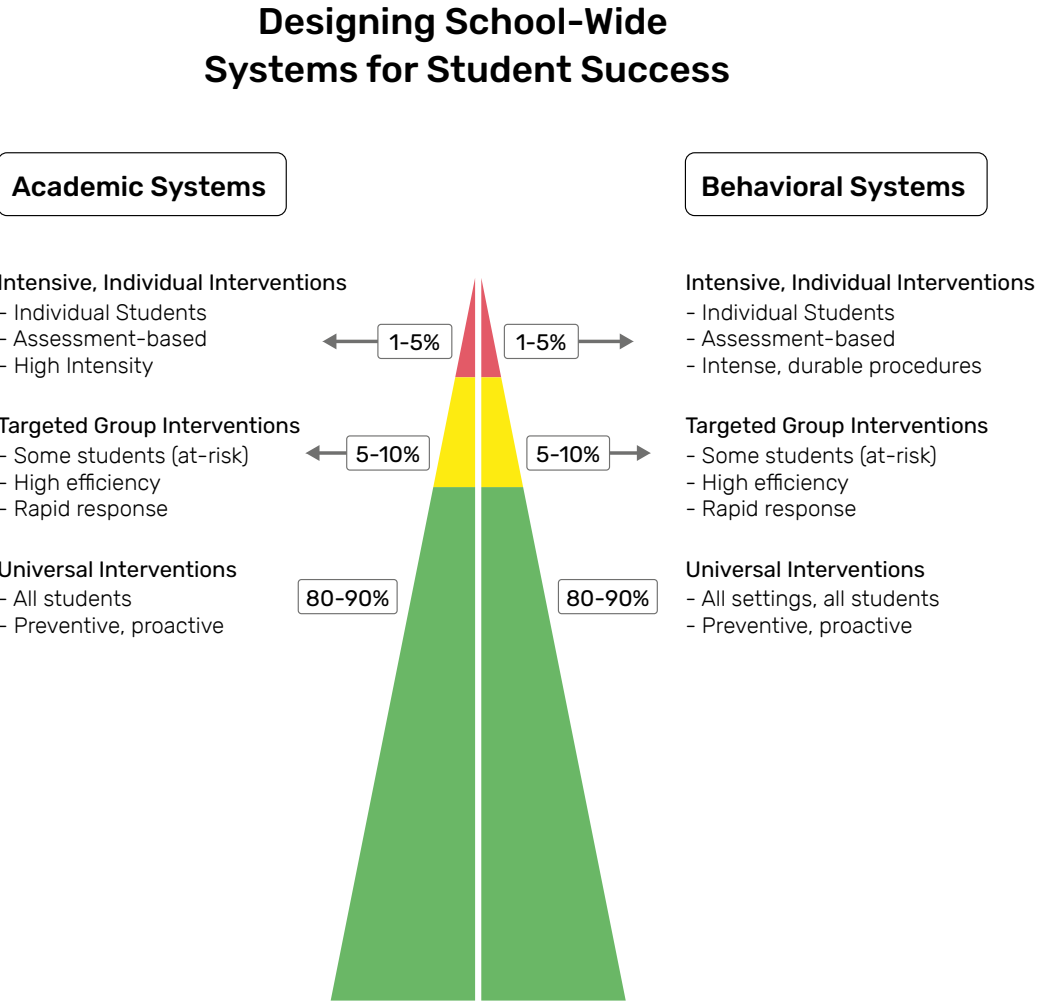 Designing School-Wide
Systems for Student Success
Academic Systems
Intensive, Individual Interventions
- Individual Students
- Assessment-based
- High Intensity
1-5%
Targeted Group Interventions
- Some students (at-risk)
- High efficiency
- Rapid response
5-10%
Universal Interventions
- All students
- Preventive, proactive
80-90%
Behavioral Systems
1-5%
Intensive, Individual Interventions
- Individual Students
- Assessment-based
- Intense, durable procedures
5-10%
Targeted Group Interventions
- Some students (at-risk)
- High efficiency
- Rapid response
80-90%
Universal Interventions
- All settings, all students
- Preventive, proactive